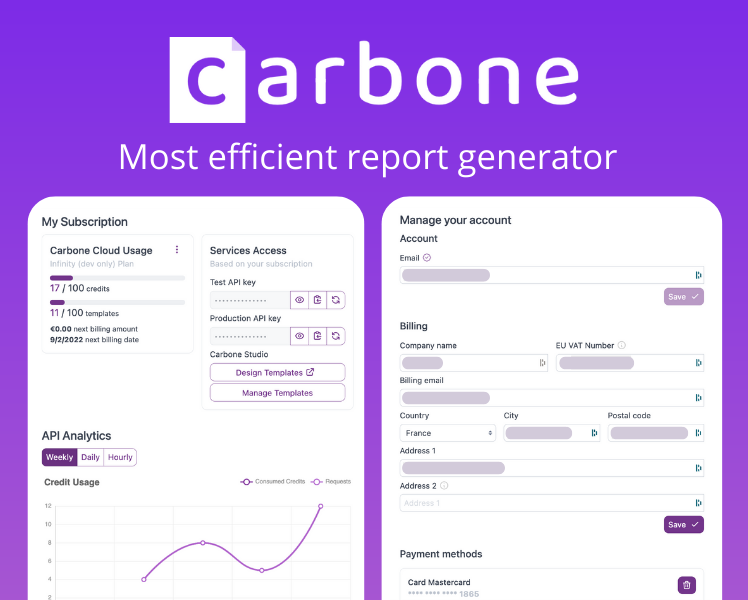 carbone
Most efficient report generator
My Subscription
Carbone Cloud Usage
Infinity (dev only) Plan
17 / 100 credits
11 / 100 templates
€0.00 next billing amount
9/2/2022 next billing date
Services Access
Based on your subscription
Test API key
••••••••••••••
Production API key
••••••••••••••
Carbone Studio
Design Templates
Manage Templates
API Analytics
Weekly Daily Hourly
Credit Usage
Consumed Credits Requests
12
10
8
6
4
2
Manage your account
Account
Email
Save
Billing
Company name EU VAT Number
Billing email
Country City Postal code
France
Address 1
Address 2
Address 1
Save
Payment methods
Card Mastercard
**** **** **** 1865